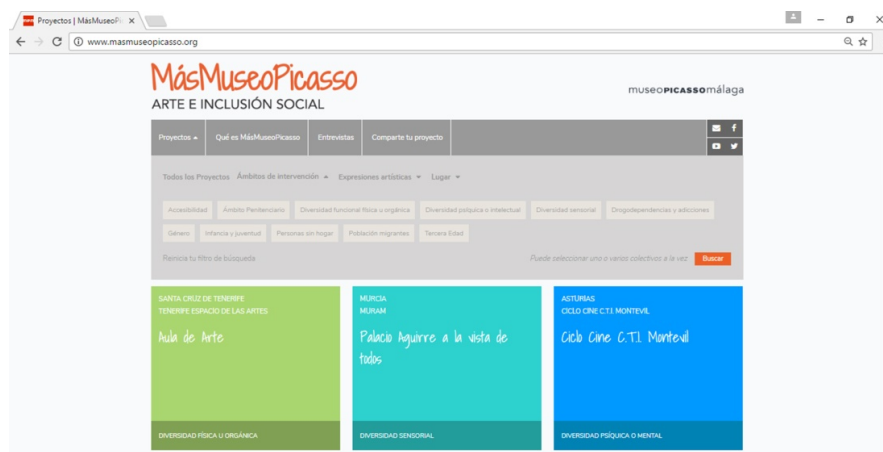 Proyectos | MásMuseoPi
www.masmuseopicasso.org
MásMuseoPicasso
ARTE E INCLUSIÓN SOCIAL
museoPICASSOmálaga
Proyectos Qué es MásMuseoPicasso Entrevistas Comparte tu proyecto
Todos los Proyectos Ámbitos de intervención Expresiones artísticas Lugar
Accesibilidad Ámbito Penitenciario Diversidad funcional física u orgánica Diversidad psíquica o intelectual Diversidad sensorial Drogodependencias y adicciones
Género Infancia y juventud Personas sin hogar Población migrantes Tercera Edad
Reinicia tu filtro de búsqueda Puede seleccionar uno o varios colectivos a la vez Buscar
SANTA CRUZ DE TENERIFE MURCIA ASTURIAS
TENERIFE ESPACIO DE LAS ARTES MURAM CICLO CINE C.T.I. MONTEVIL
Aula de Arte Palacio Aguirre a la vista de Ciclo Cine C.T.I. Montevil
todos
DIVERSIDAD FÍSICA U ORGÁNICA DIVERSIDAD SENSORIAL DIVERSIDAD PSÍQUICA O MENTAL